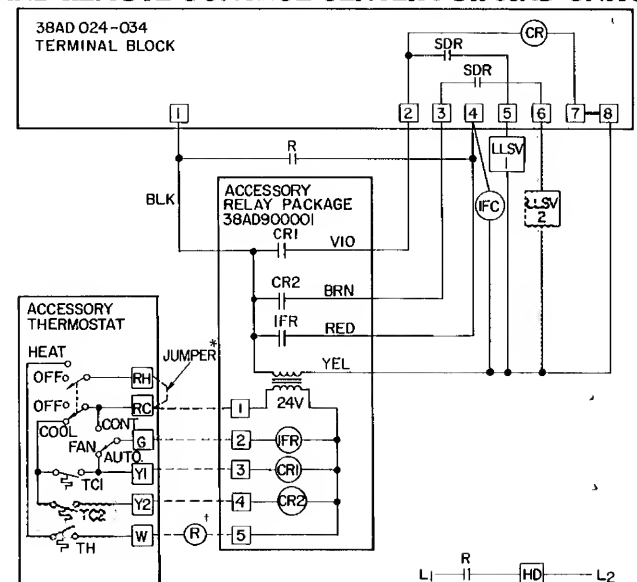 38AD 024-034
TERMINAL BLOCK
CR
SDR
SDR
1 2 3 4 5 6 7 8
R
LLSV
1
BLK
ACCESSORY
RELAY PACKAGE
38AD900001
IFC
LLSV
2
CR1 VIO
CR2 BRN
IFR RED
YEL
24V
ACCESSORY
THERMOSTAT
HEAT
JUMPER*
OFF RH
OFF RC 1
COOL CONT
FAN G 2 IFR
AUTO.
TC1 Y1 3 CR1
TC2 Y2 4 CR2
TH W R † 5
R
L1 HD L2